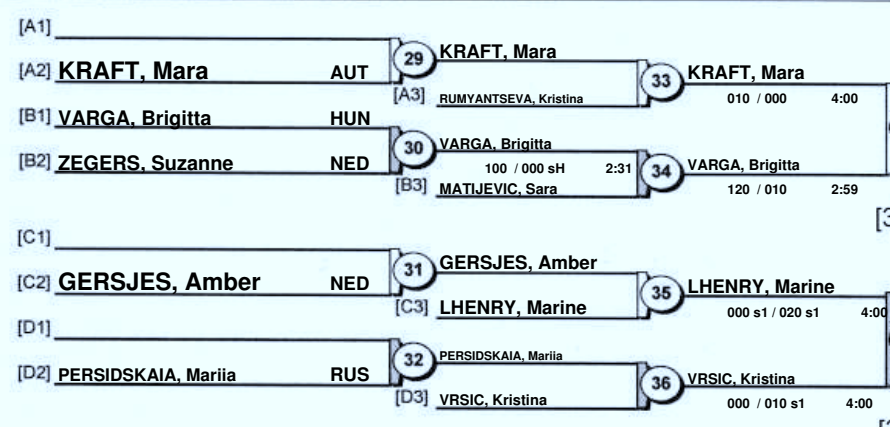 [A1]
[A2] KRAFT, Mara AUT
29 KRAFT, Mara
[A3] RUMYANTSEVA, Kristina
33 KRAFT, Mara
010 / 000 4:00
[B1] VARGA, Brigitta HUN
[B2] ZEGERS, Suzanne NED
30 VARGA, Brigitta
100 / 000 sH 2:31
[B3] MATIJEVIC, Sara
34 VARGA, Brigitta
120 / 010 2:59
[3
[C1]
[C2] GERSJES, Amber NED
31 GERSJES, Amber
[C3] LHENRY, Marine
35 LHENRY, Marine
000 s1 / 020 s1 4:00
[D1]
[D2] PERSIDSKAIA, Mariia RUS
32 PERSIDSKAIA, Mariia
[D3] VRSIC, Kristina
36 VRSIC, Kristina
000 / 010 s1 4:00